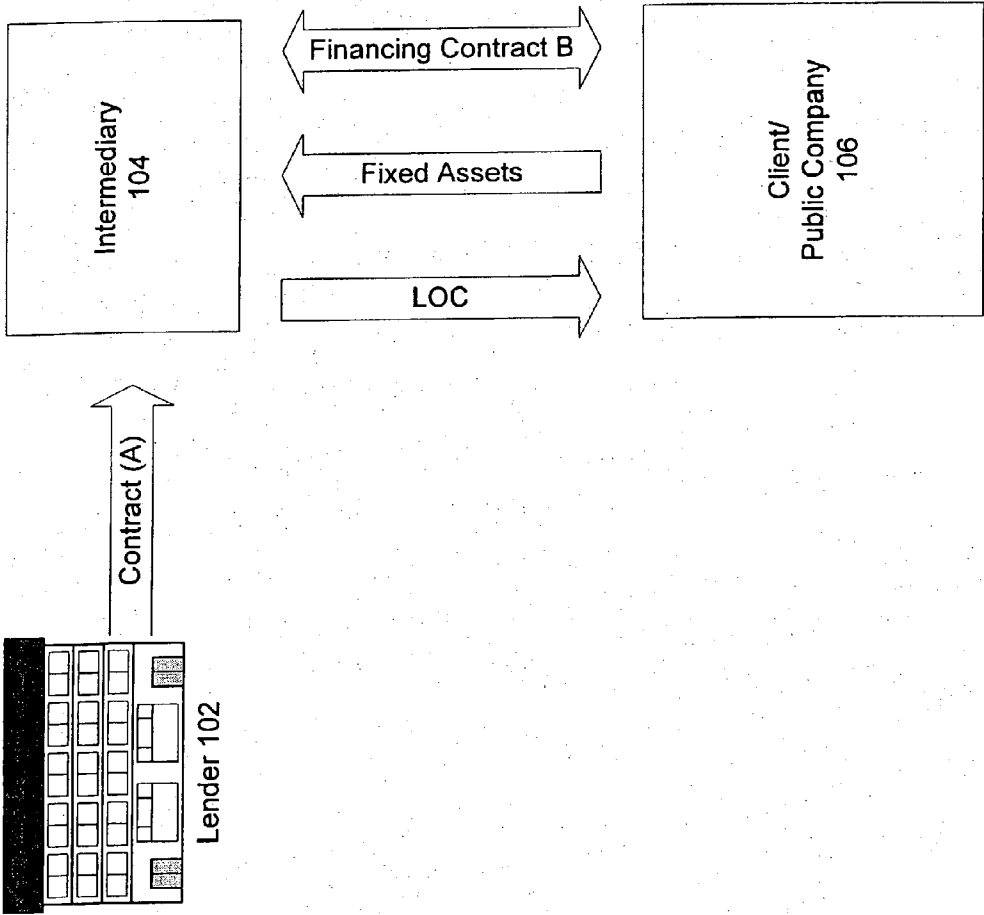 Financing Contract B
Fixed Assets
LOC
Intermediary
104
Client/
Public Company
106
Contract (A)
Lender 102